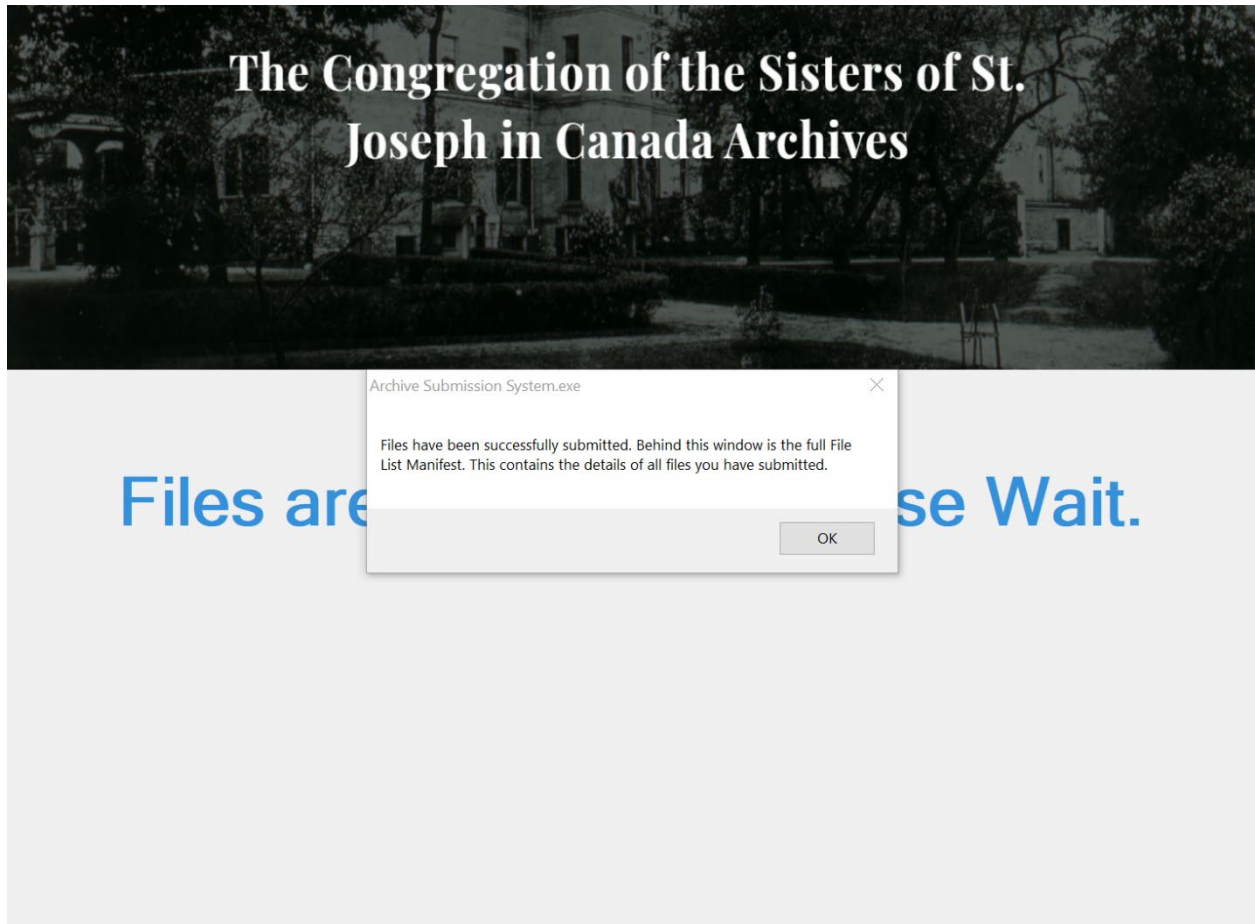 The Congregation of the Sisters of St.
Joseph in Canada Archives
Archive Submission System.exe
Files have been successfully submitted. Behind this window is the full File
List Manifest. This contains the details of all files you have submitted.
Files are
se Wait.
OK